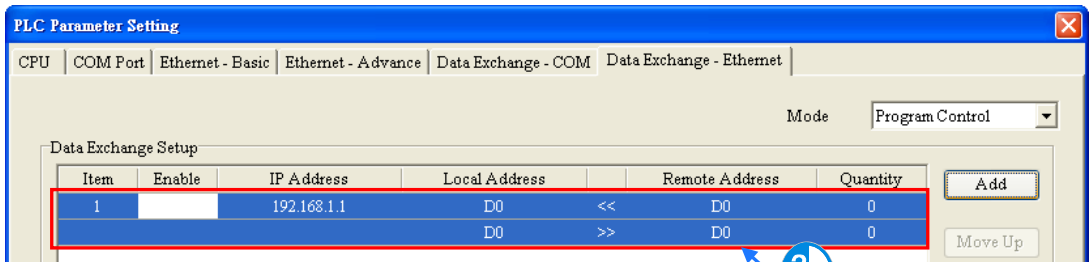 PLC Parameter Setting
CPU COM Port Ethernet - Basic Ethernet - Advance Data Exchange - COM Data Exchange - Ethernet
Mode Program Control
Data Exchange Setup
Item Enable IP Address Local Address Remote Address Quantity Add
1 192.168.1.1 D0 << D0 0
D0 >> D0 0
Move Up